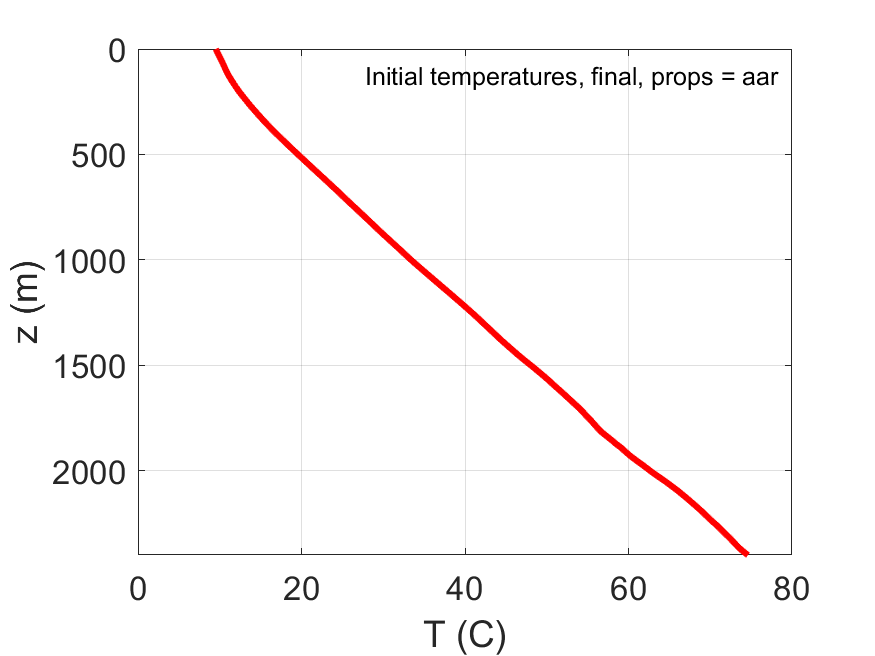 Initial temperatures, final, props = aar
0
500
1000
1500
2000
z (m)
0 20 40 60 80
T (C)